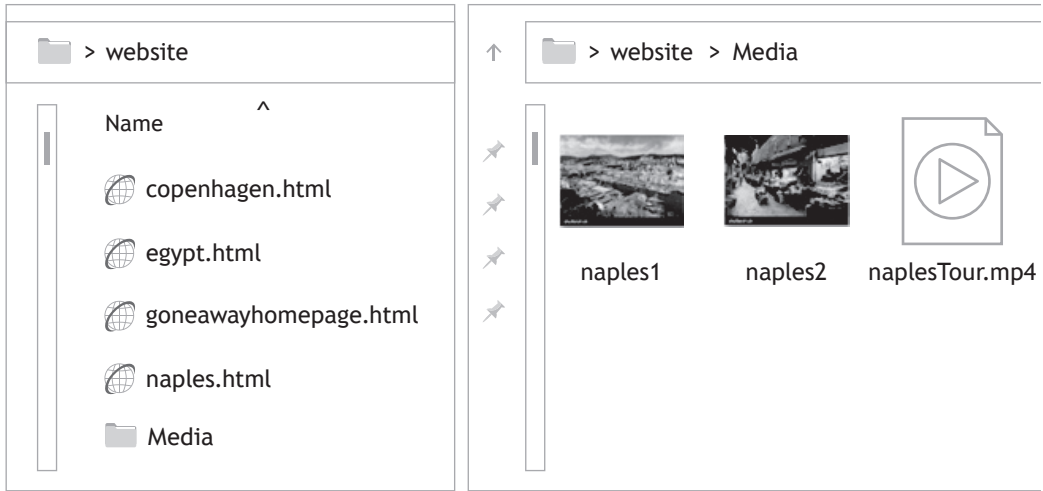 > website
Name
^
copenhagen.html
egypt.html
goneawayhomepage.html
naples.html
Media
> website > Media
naples1
naples2
naplesTour.mp4